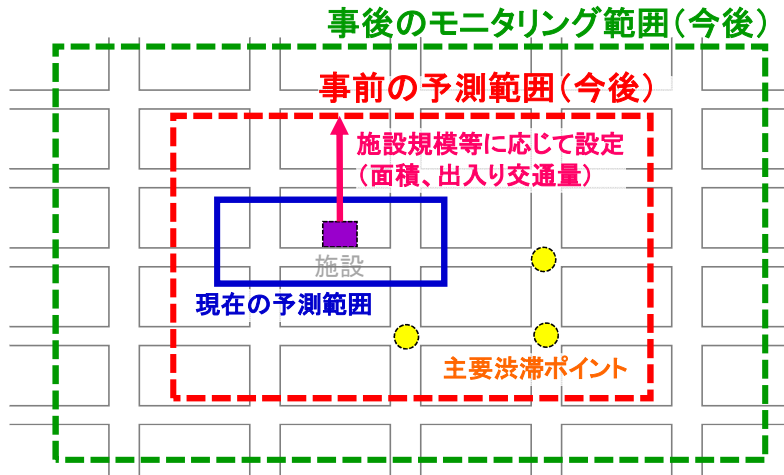 事後のモニタリング範囲（今後）
事前の予測範囲（今後）
施設規模等に応じて設定
（面積、出入り交通量）
施設
現在の予測範囲
主要渋滞ポイント